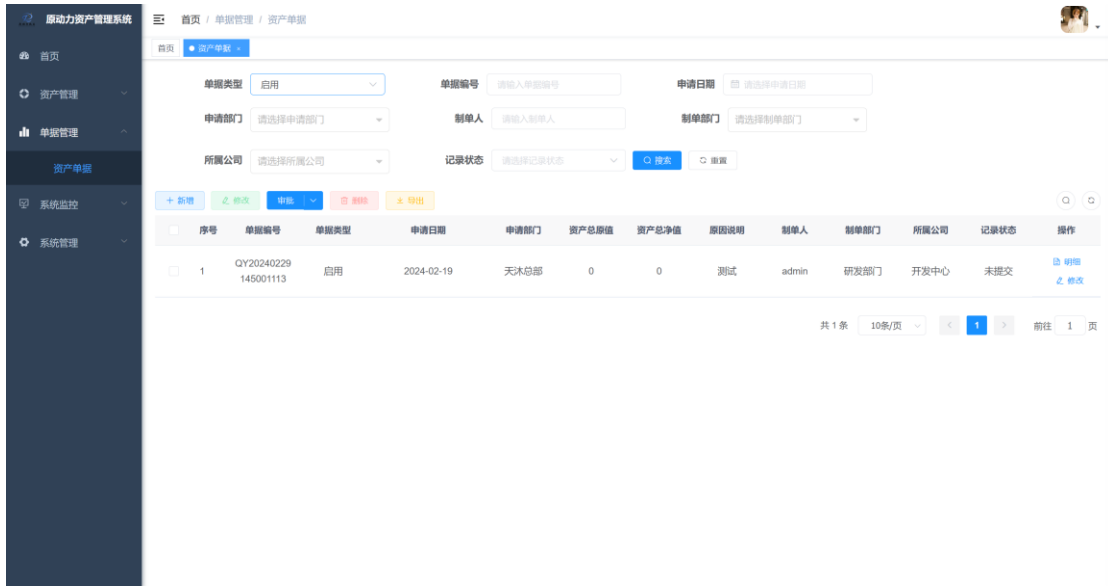 原动力资产管理系统
首页 / 单据管理 / 资产单据
首页
资产单据 ×
首页
资产管理
单据管理
资产单据
系统监控
系统管理
单据类型 启用 单据编号 请输入单据编号 申请日期 请选择申请日期
申请部门 请选择申请部门 制单人 请输入制单人 制单部门 请选择制单部门
所属公司 请选择所属公司 记录状态 请选择记录状态 搜索 重置
+ 新增 修改 审批 删除 导出
序号 单据编号 单据类型 申请日期 申请部门 资产总原值 资产总净值 原因说明 制单人 制单部门 所属公司 记录状态 操作
1 QY20240229 启用 2024-02-19 天沐总部 0 0 测试 admin 研发部门 开发中心 未提交 明细
145001113 修改
共 1 条 10条/页 < 1 > 前往 1 页